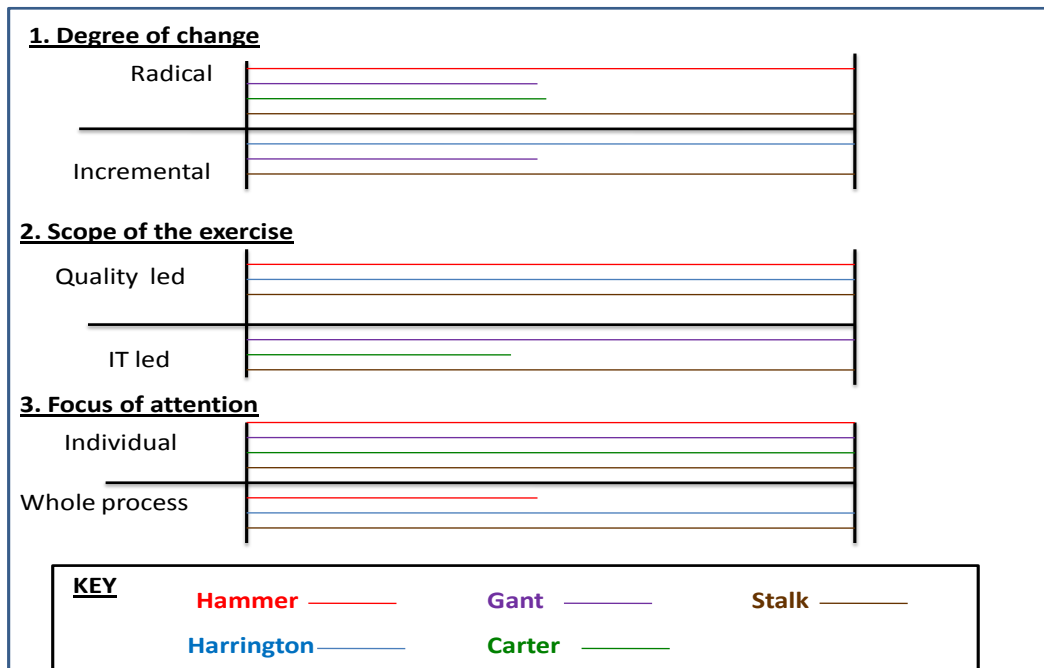 1. Degree of change
Radical
Incremental
2. Scope of the exercise
Quality led
IT led
3. Focus of attention
Individual
Whole process
KEY
Hammer Gant Stalk
Harrington Carter